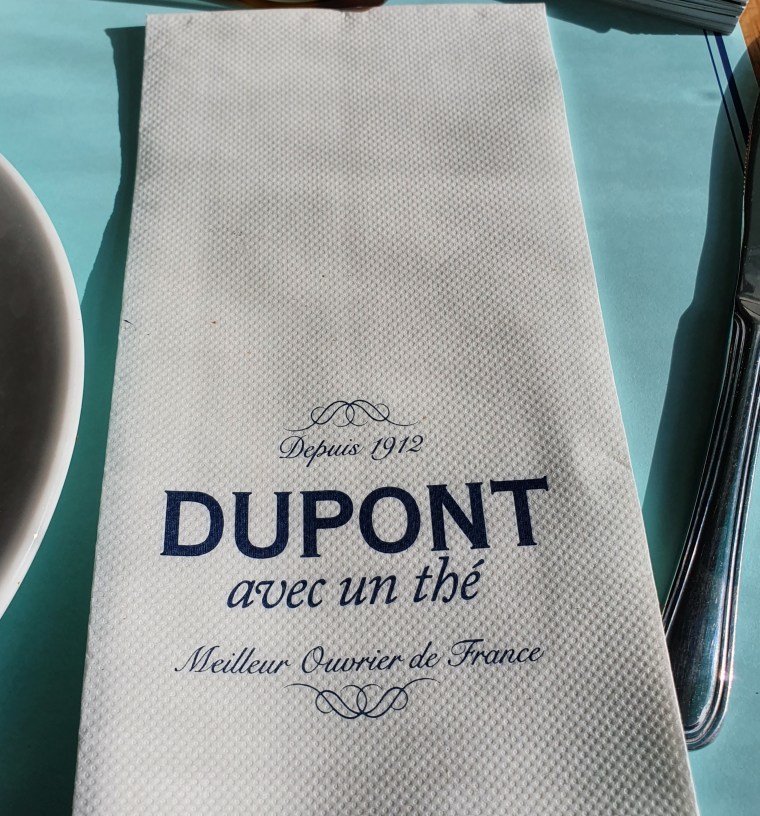 Depuis 1912
DUPONT
avec un thé
Meilleur Ouvrier de France